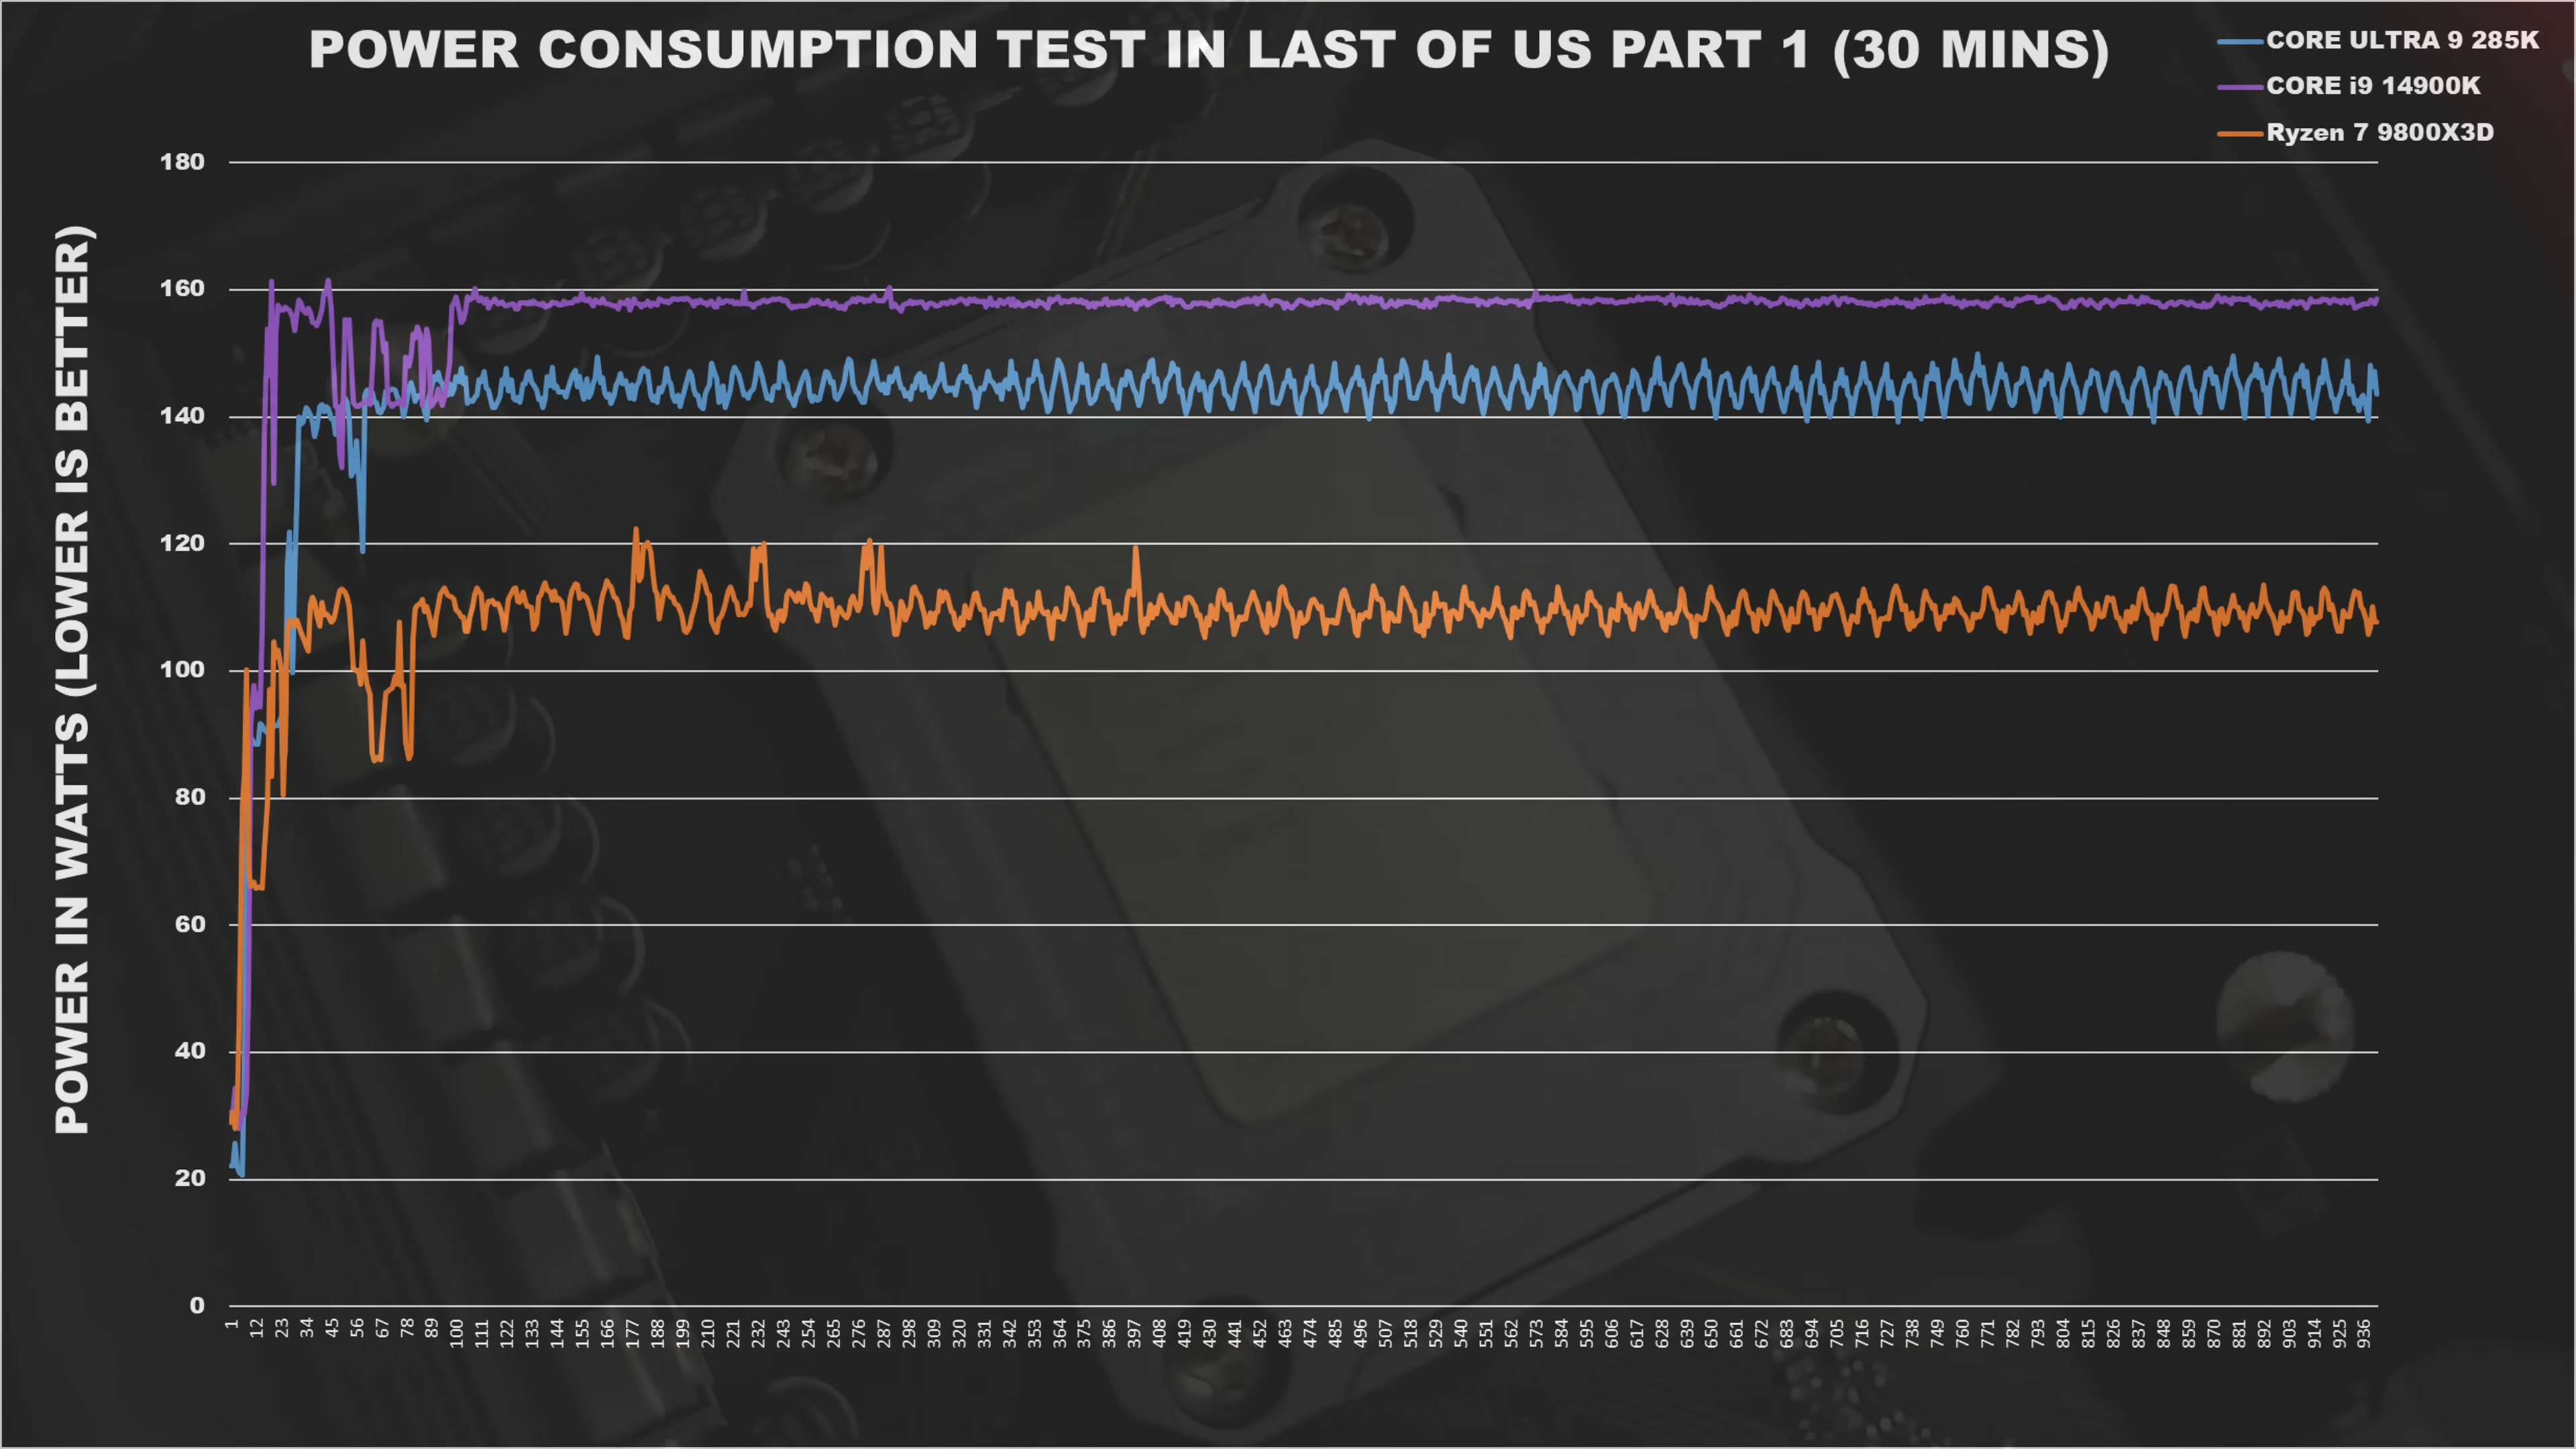 POWER CONSUMPTION TEST IN LAST OF US PART 1 (30 MINS)
CORE ULTRA 9 285K
CORE i9 14900K
Ryzen 7 9800X3D
POWER IN WATTS (LOWER IS BETTER)
180
160
140
120
100
80
60
40
20
0
1 12 23 34 45 56 67 78 89 100 111 122 133 144 155 166 177 188 199 210 221 232 243 254 265 276 287 298 309 320 331 342 353 364 375 386 397 408 419 430 441 452 463 474 485 496 507 518 529 540 551 562 573 584 595 606 617 628 639 650 661 672 683 694 705 716 727 738 749 760 771 782 793 804 815 826 837 848 859 870 881 892 903 914 925 936